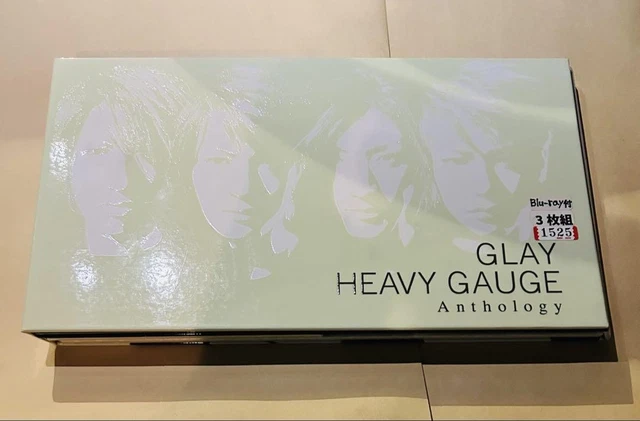 Blu-ray付
3枚組
1525
GLAY
HEAVY GAUGE
Anthology